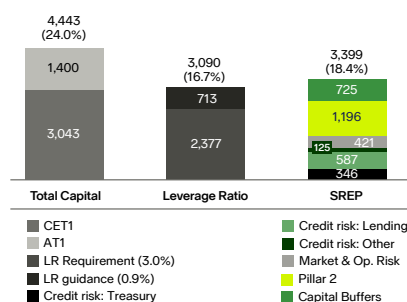 4,443
(24.0%)
1,400
3,043
Total Capital
3,090
(16.7%)
713
2,377
Leverage Ratio
3,399
(18.4%)
725
1,196
421
125
587
346
SREP
CET1
AT1
LR Requirement (3.0%)
LR guidance (0.9%)
Credit risk: Treasury
Credit risk: Lending
Credit risk: Other
Market & Op. Risk
Pillar 2
Capital Buffers